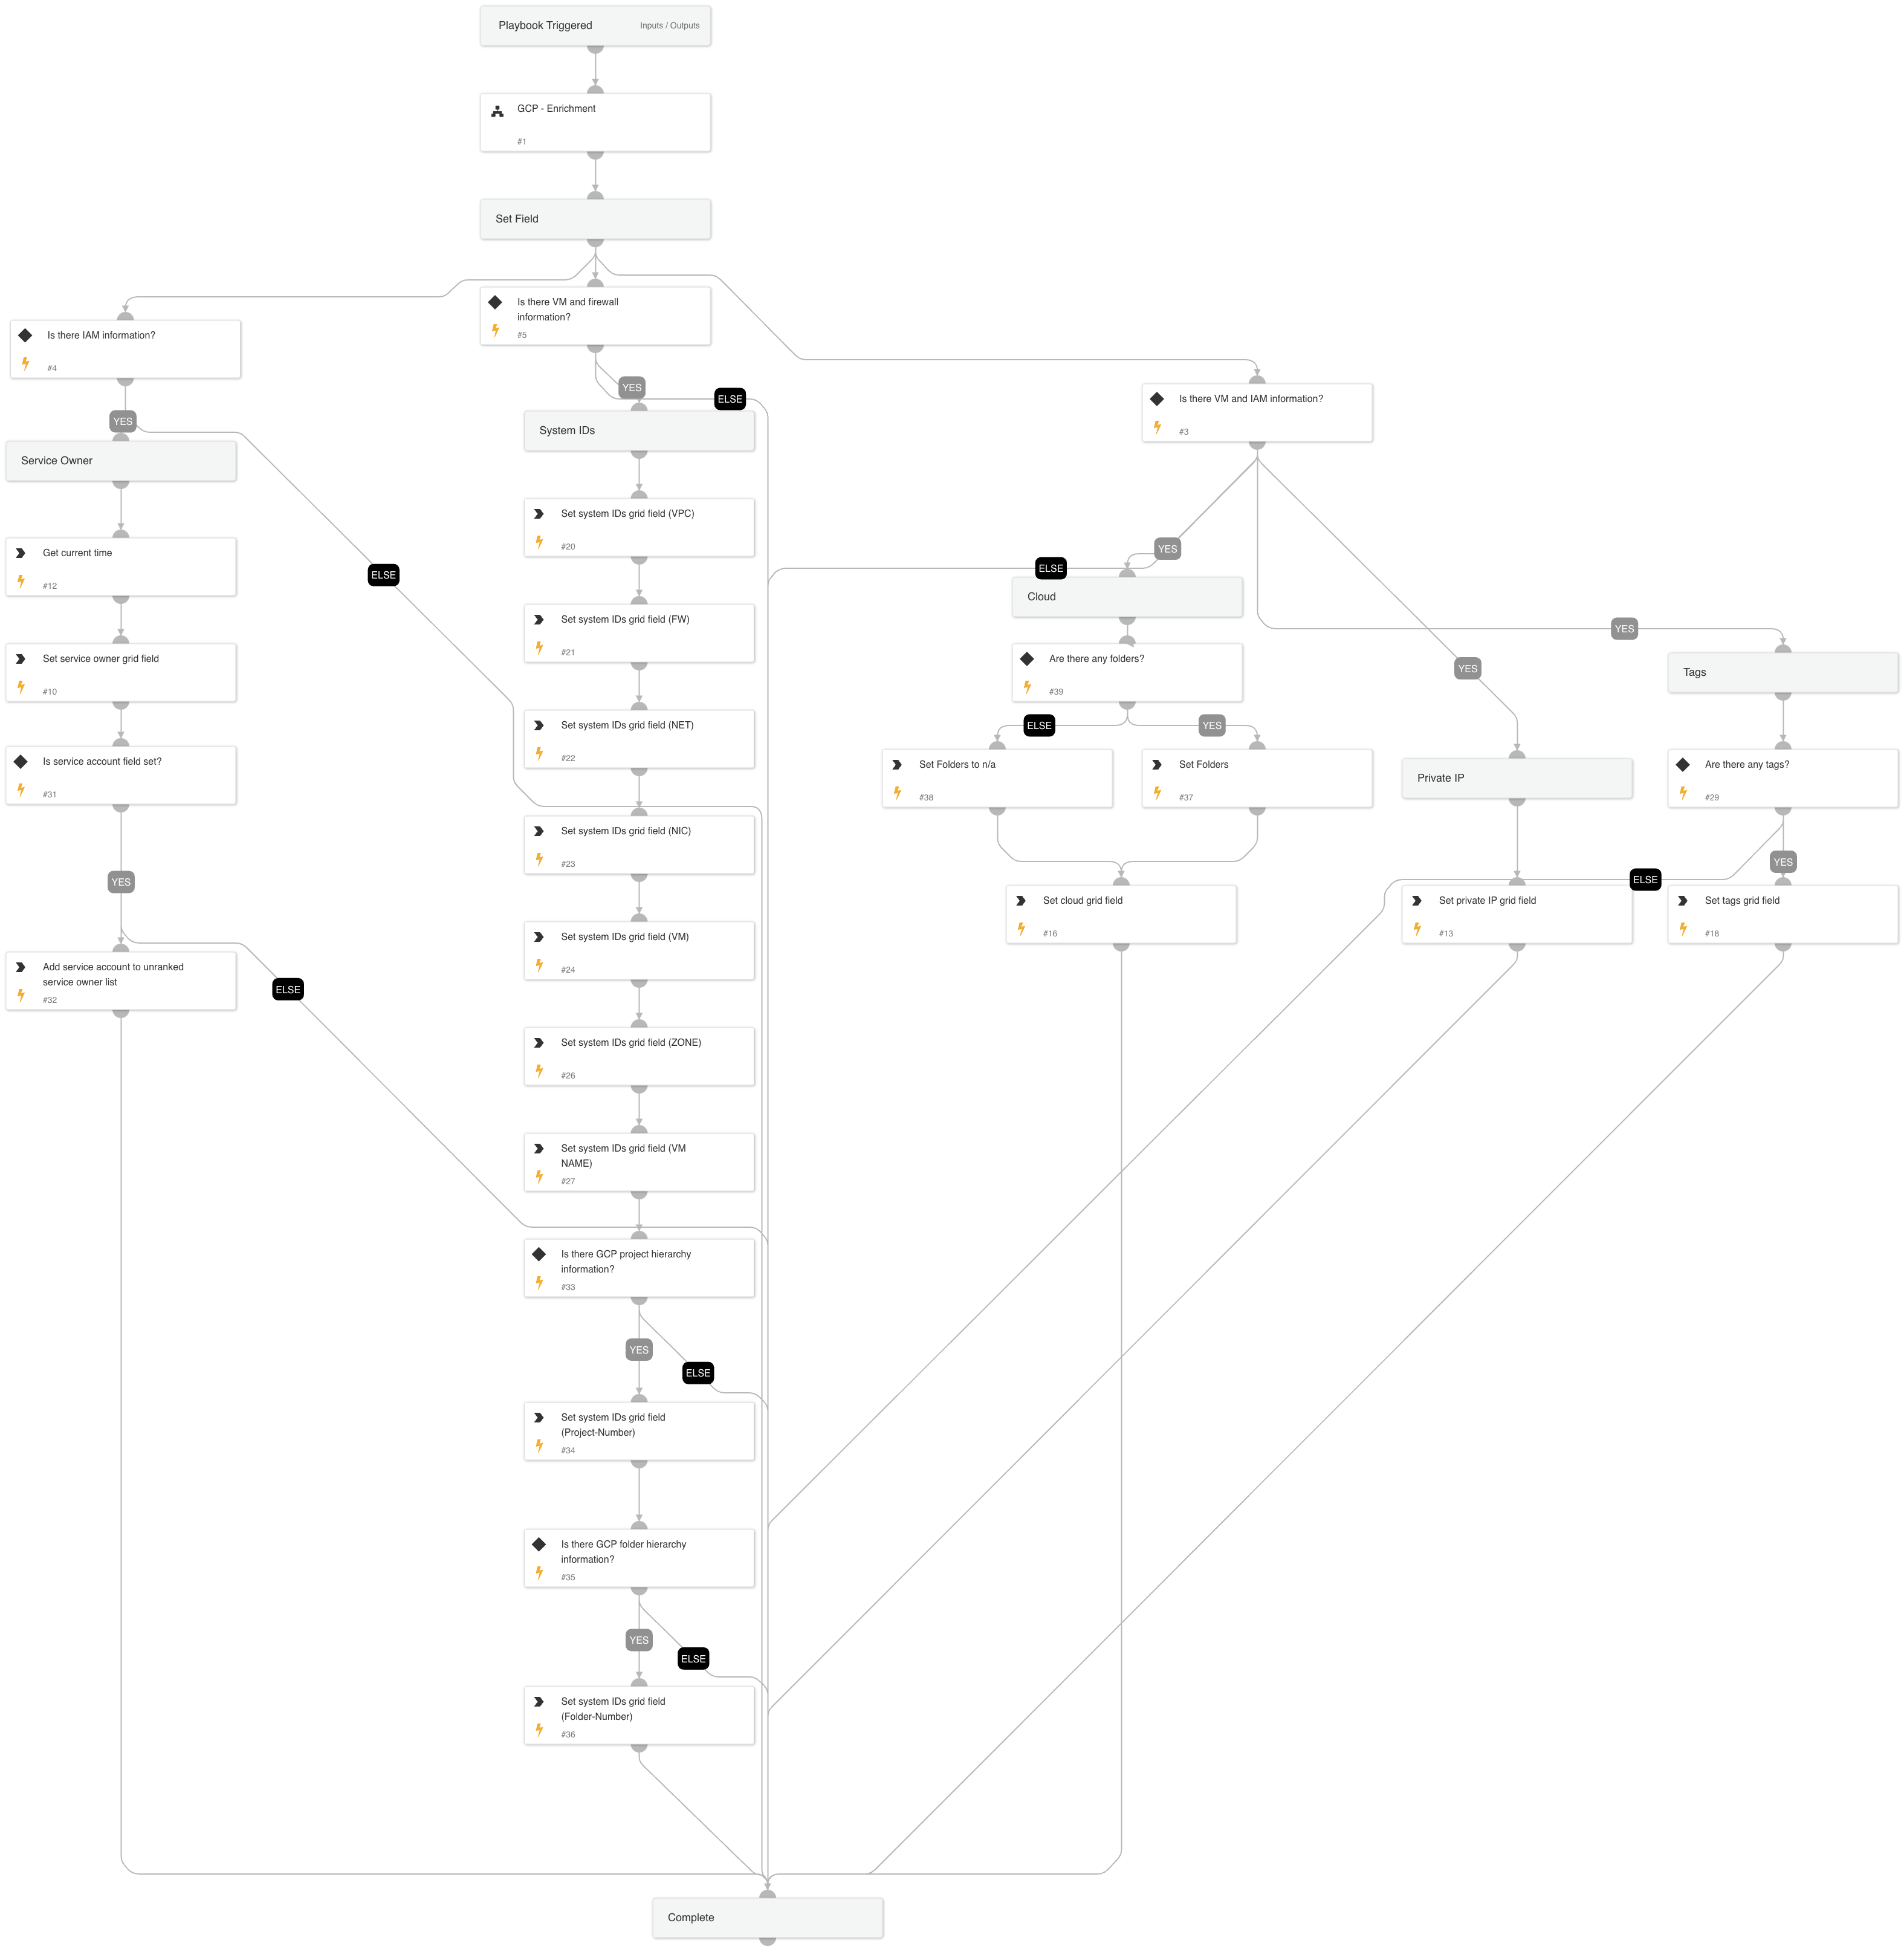 Playbook Triggered
Inputs / Outputs
GCP - Enrichment
#1
Set Field
Is there IAM information?
#4
Is there VM and firewall
information?
#5
Is there VM and IAM information?
#3
YES
ELSE
YES
Service Owner
System IDs
Get current time
#12
Set system IDs grid field (VPC)
#20
YES
ELSE
ELSE
Cloud
Set service owner grid field
#10
Set system IDs grid field (FW)
#21
Are there any folders?
#39
YES
YES
Tags
Set system IDs grid field (NET)
#22
ELSE
YES
Is service account field set?
#31
Set Folders to n/a
#38
Set Folders
#37
Private IP
Are there any tags?
#29
Set system IDs grid field (NIC)
#23
YES
YES
ELSE
Set cloud grid field
#16
Set private IP grid field
#13
Set tags grid field
#18
Set system IDs grid field (VM)
#24
Add service account to unranked
service owner list
#32
ELSE
Set system IDs grid field (ZONE)
#26
Set system IDs grid field (VM
NAME)
#27
Is there GCP project hierarchy
information?
#33
YES
ELSE
Set system IDs grid field
(Project-Number)
#34
Is there GCP folder hierarchy
information?
#35
YES
ELSE
Set system IDs grid field
(Folder-Number)
#36
Complete